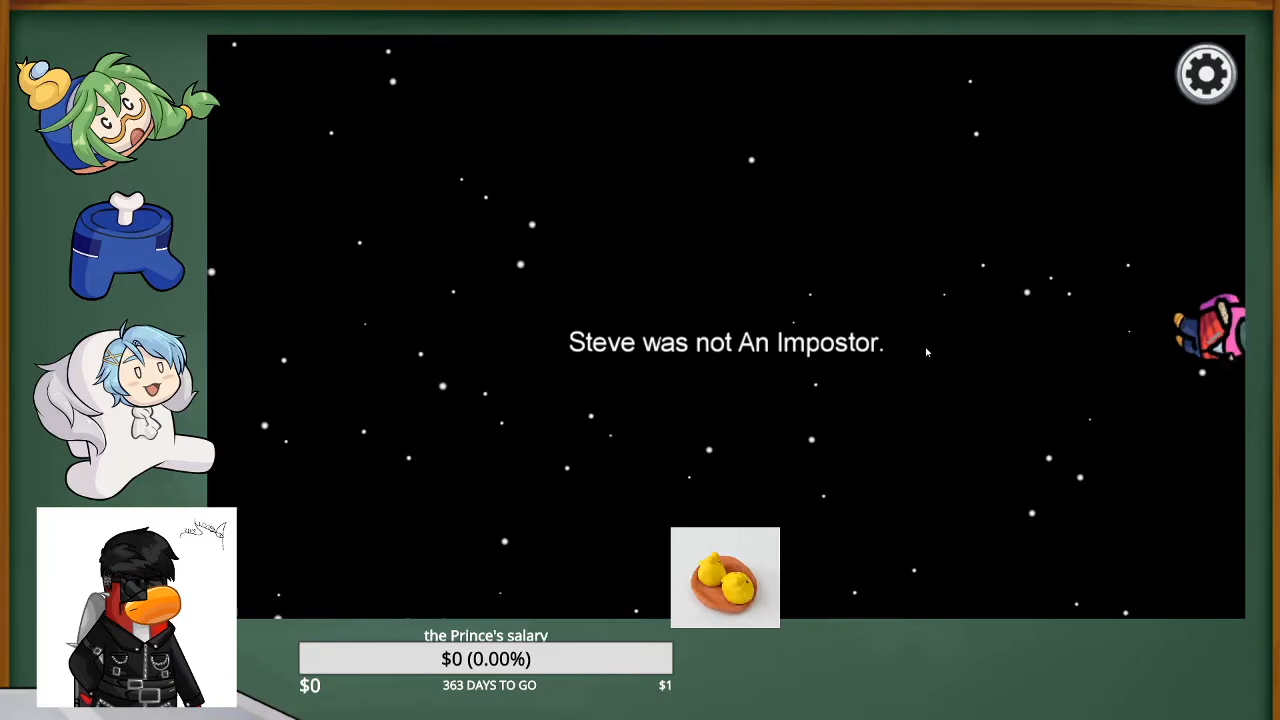 Steve was not An Impostor.
the Prince's salary
$0 (0.00%)
$0
363 DAYS TO GO
$1